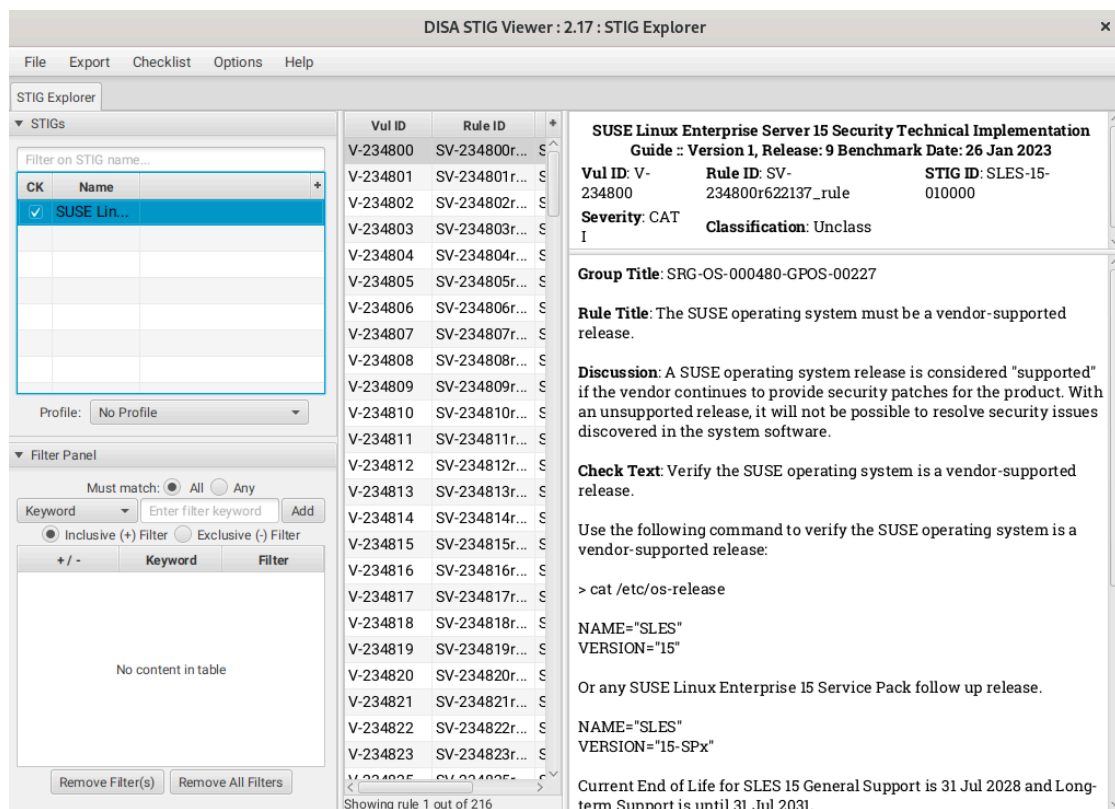 DISA STIG Viewer : 2.17 : STIG Explorer
×
File Export Checklist Options Help
STIG Explorer
STIGs
Filter on STIG name...
CK Name +
SUSE Lin...
Profile: No Profile
Filter Panel
Must match: All Any
Keyword Enter filter keyword Add
Inclusive (+) Filter Exclusive (-) Filter
+ / - Keyword Filter
No content in table
Remove Filter(s) Remove All Filters
Vul ID Rule ID +
V-234800 SV-234800r... S
V-234801 SV-234801r... S
V-234802 SV-234802r... S
V-234803 SV-234803r... S
V-234804 SV-234804r... S
V-234805 SV-234805r... S
V-234806 SV-234806r... S
V-234807 SV-234807r... S
V-234808 SV-234808r... S
V-234809 SV-234809r... S
V-234810 SV-234810r... S
V-234811 SV-234811r... S
V-234812 SV-234812r... S
V-234813 SV-234813r... S
V-234814 SV-234814r... S
V-234815 SV-234815r... S
V-234816 SV-234816r... S
V-234817 SV-234817r... S
V-234818 SV-234818r... S
V-234819 SV-234819r... S
V-234820 SV-234820r... S
V-234821 SV-234821r... S
V-234822 SV-234822r... S
V-234823 SV-234823r... S
V-234825 SV-234825r...
Showing rule 1 out of 216
SUSE Linux Enterprise Server 15 Security Technical Implementation
Guide :: Version 1, Release: 9 Benchmark Date: 26 Jan 2023
Vul ID: V- Rule ID: SV- STIG ID: SLES-15-
234800 234800r622137_rule 010000
Severity: CAT
I
Classification: Unclass
Group Title: SRG-OS-000480-GPOS-00227
Rule Title: The SUSE operating system must be a vendor-supported
release.
Discussion: A SUSE operating system release is considered "supported"
if the vendor continues to provide security patches for the product. With
an unsupported release, it will not be possible to resolve security issues
discovered in the system software.
Check Text: Verify the SUSE operating system is a vendor-supported
release.
Use the following command to verify the SUSE operating system is a
vendor-supported release:
> cat /etc/os-release
NAME="SLES"
VERSION="15"
Or any SUSE Linux Enterprise 15 Service Pack follow up release.
NAME="SLES"
VERSION="15-SPx"
Current End of Life for SLES 15 General Support is 31 Jul 2028 and Long-
term Support is until 31 Jul 2031.